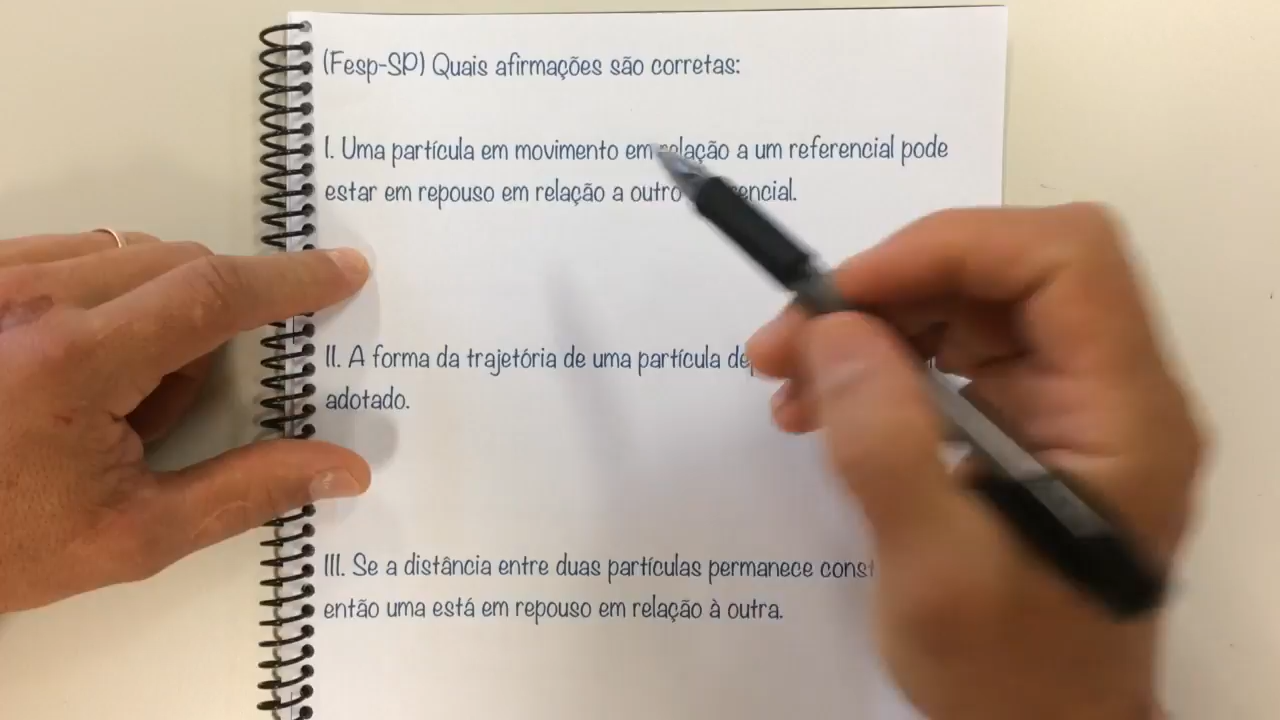 (Fesp-SP) Quais afirmações são corretas:
I. Uma partícula em movimento em relação a um referencial pode
estar em repouso em relação a outro
II. A forma da trajetória de uma partícula
adotado.
III. Se a distância entre duas partículas permanece
então uma está em repouso em relação à outra.